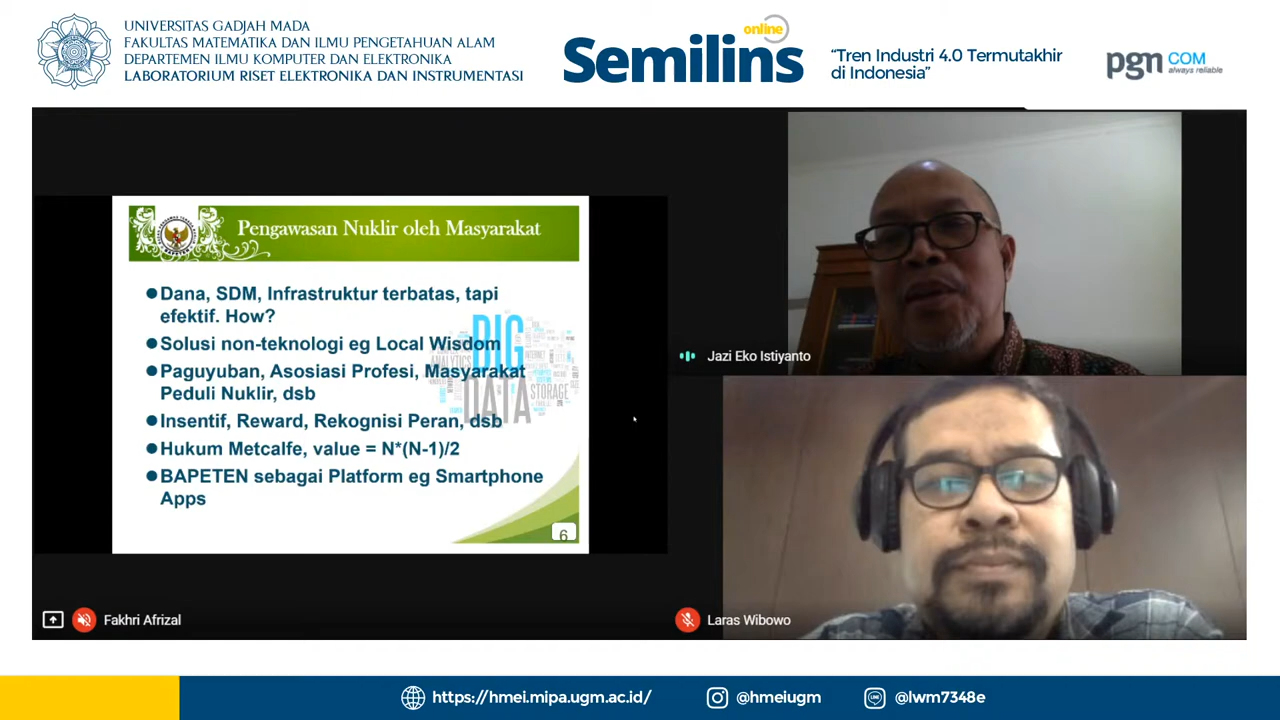 UNIVERSITAS GADJAH MADA
FAKULTAS MATEMATIKA DAN ILMU PENGETAHUAN ALAM
DEPARTEMEN ILMU KOMPUTER DAN ELEKTRONIKA
LABORATORIUM RISET ELEKTRONIKA DAN INSTRUMENTASI
online
Semilins
“Tren Industri 4.0 Termutakhir
di Indonesia”
pgn COM
always reliable
Pengawasan Nuklir oleh Masyarakat
●Dana, SDM, Infrastruktur terbatas, tapi
efektif. How?
●Solusi non-teknologi eg Local Wisdom
●Paguyuban, Asosiasi Profesi, Masyarakat
Peduli Nuklir, dsb
●Insentif, Reward, Rekognisi Peran, dsb
●Hukum Metcalfe, value = N*(N-1)/2
●BAPETEN sebagai Platform eg Smartphone
Apps
BIG
DATA
ANALYTICS
STORAGE
6
Jazi Eko Istiyanto
Fakhri Afrizal
Laras Wibowo
https://hmei.mipa.ugm.ac.id/
@hmeiugm
@lwm7348e